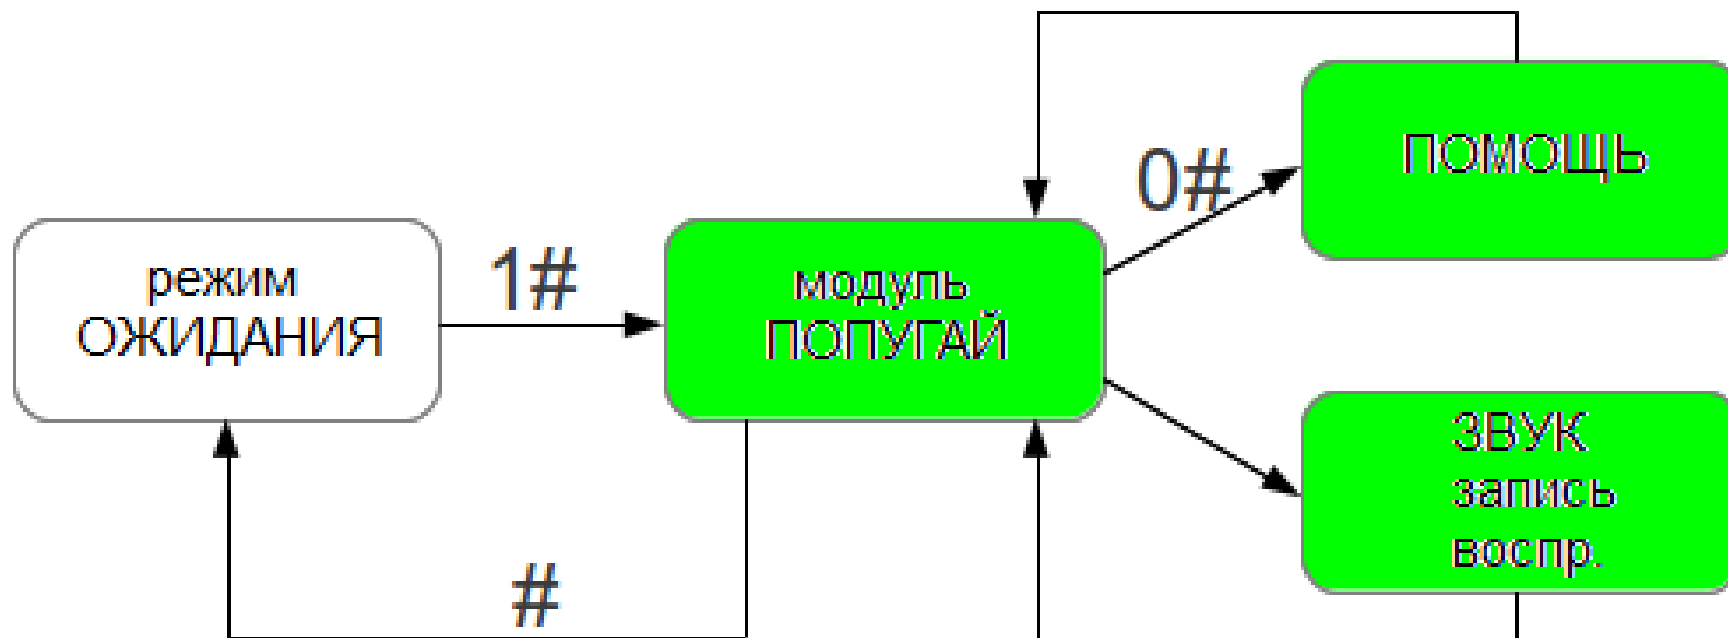 ПОМОЩЬ
0#
режим
ОЖИДАНИЯ
1#
модуль
ПОПУГАЙ
ЗВУК
запись
воспр.
#